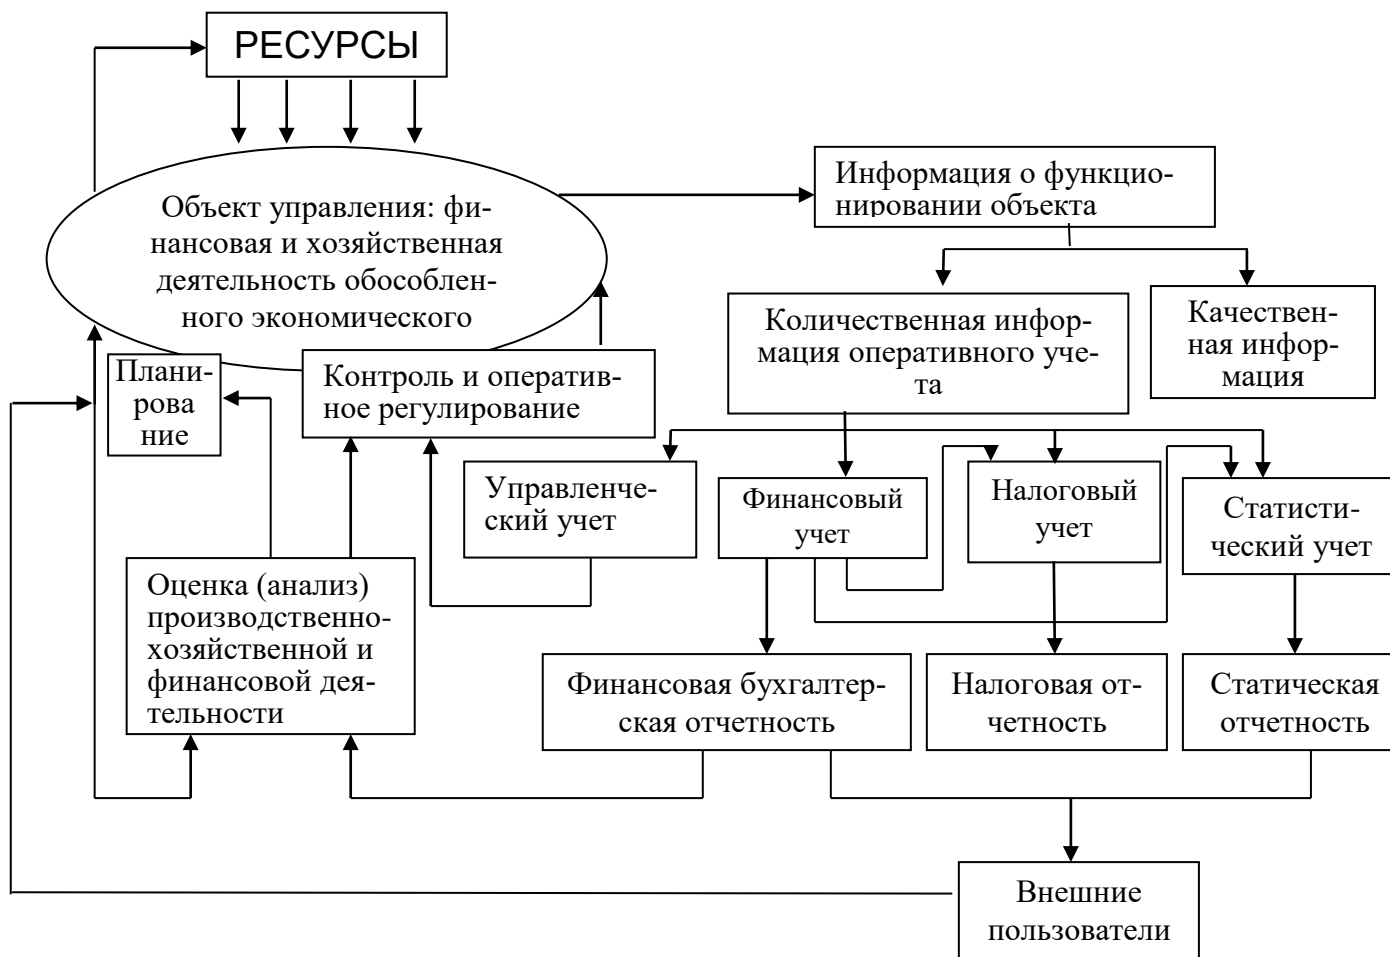 РЕСУРСЫ
Информация о функцио-
нировании объекта
Объект управления: фи-
нансовая и хозяйственная
деятельность обособлен-
ного экономического
Количественная инфор-
мация оперативного уче-
та
Качествен-
ная инфор-
мация
Плани-
рова
ние
Контроль и оператив-
ное регулирование
Управленче-
ский учет
Финансовый
учет
Налоговый
учет
Статисти-
ческий учет
Оценка (анализ)
производственно-
хозяйственной и
финансовой дея-
тельности
Финансовая бухгалтер-
ская отчетность
Налоговая от-
четность
Статическая
отчетность
Внешние
пользователи